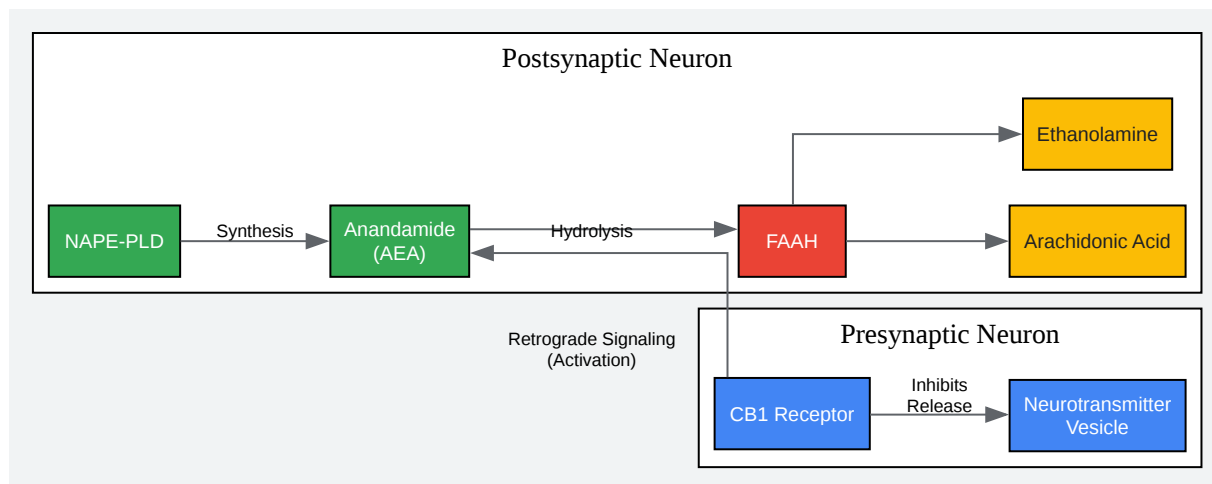 Postsynaptic Neuron
Ethanolamine
NAPE-PLD
Synthesis
Anandamide
(AEA)
Hydrolysis
FAAH
Arachidonic Acid
Retrograde Signaling
(Activation)
Presynaptic Neuron
CB1 Receptor
Inhibits
Release
Neurotransmitter
Vesicle